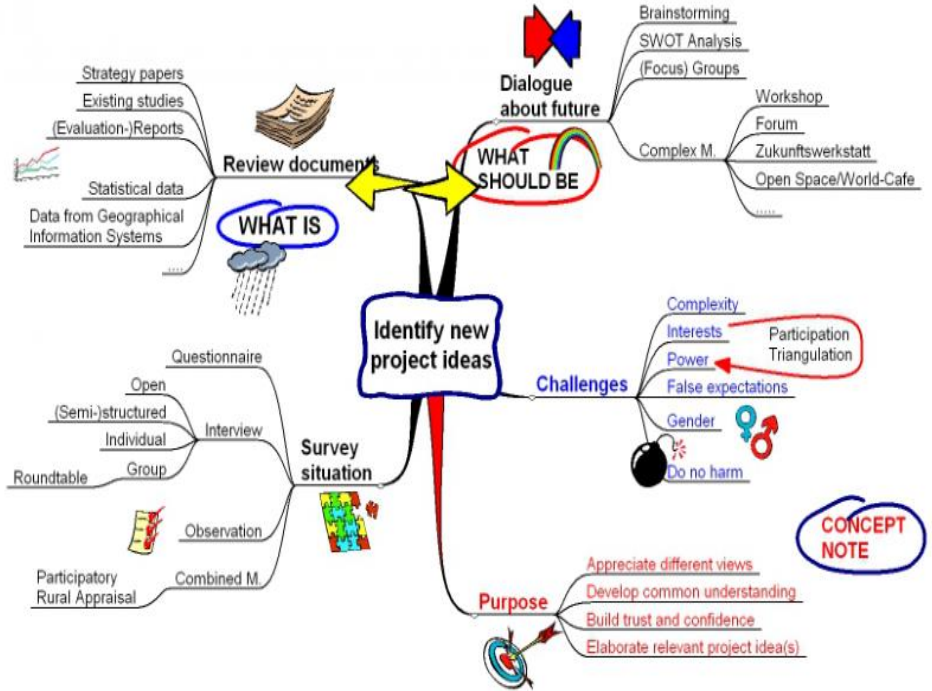 Identify new
project ideas
Dialogue
about future
Brainstorming
SWOT Analysis
(Focus) Groups
Complex M.
Workshop
Forum
Zukunftswerkstatt
Open Space/World-Cafe
.....
WHAT
SHOULD BE
Challenges
Complexity
Interests
Power
False expectations
Gender
Do no harm
Participation
Triangulation
CONCEPT
NOTE
Purpose
Appreciate different views
Develop common understanding
Build trust and confidence
Elaborate relevant project idea(s)
Review documents
Strategy papers
Existing studies
(Evaluation-)Reports
Statistical data
Data from Geographical
Information Systems
....
WHAT IS
Survey
situation
Questionnaire
Interview
Open
(Semi-)structured
Individual
Group
Roundtable
Observation
Combined M.
Participatory
Rural Appraisal